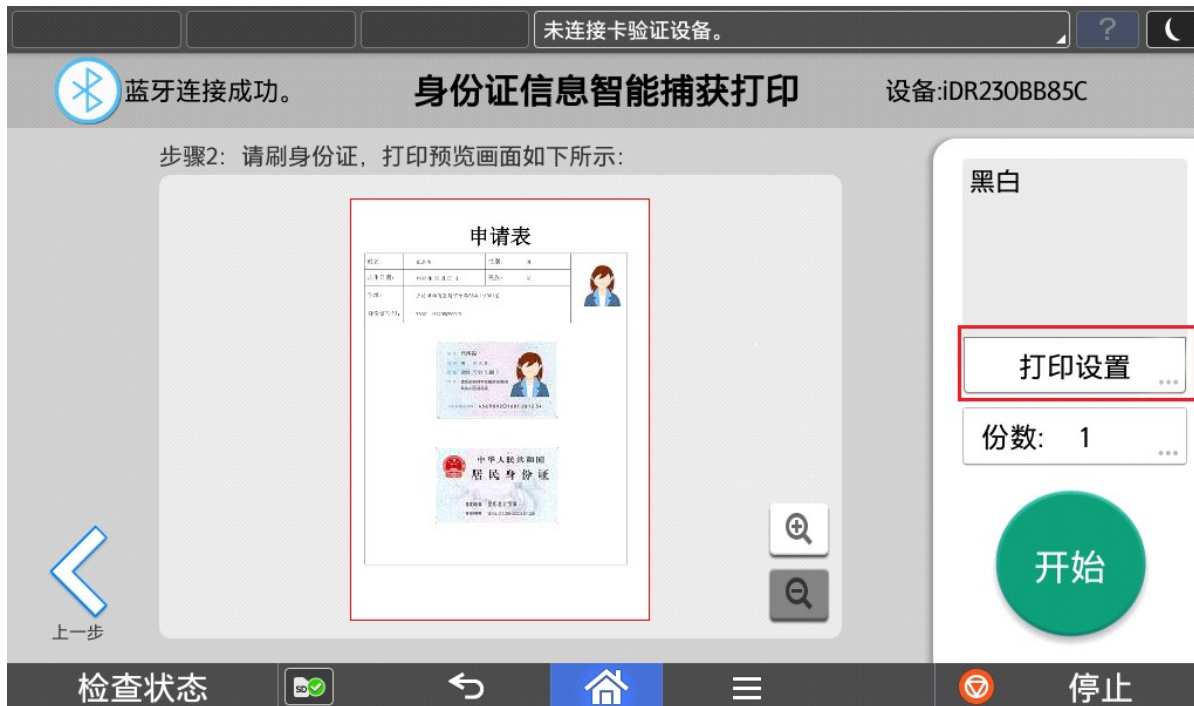 未连接卡验证设备。
?
蓝牙连接成功。
身份证信息智能捕获打印
设备:iDR230BB85C
步骤2: 请刷身份证，打印预览画面如下所示:
黑白
申请表
打印设置
份数: 1
中华人民共和国
居民身份证
开始
上一步
检查状态
SD
停止